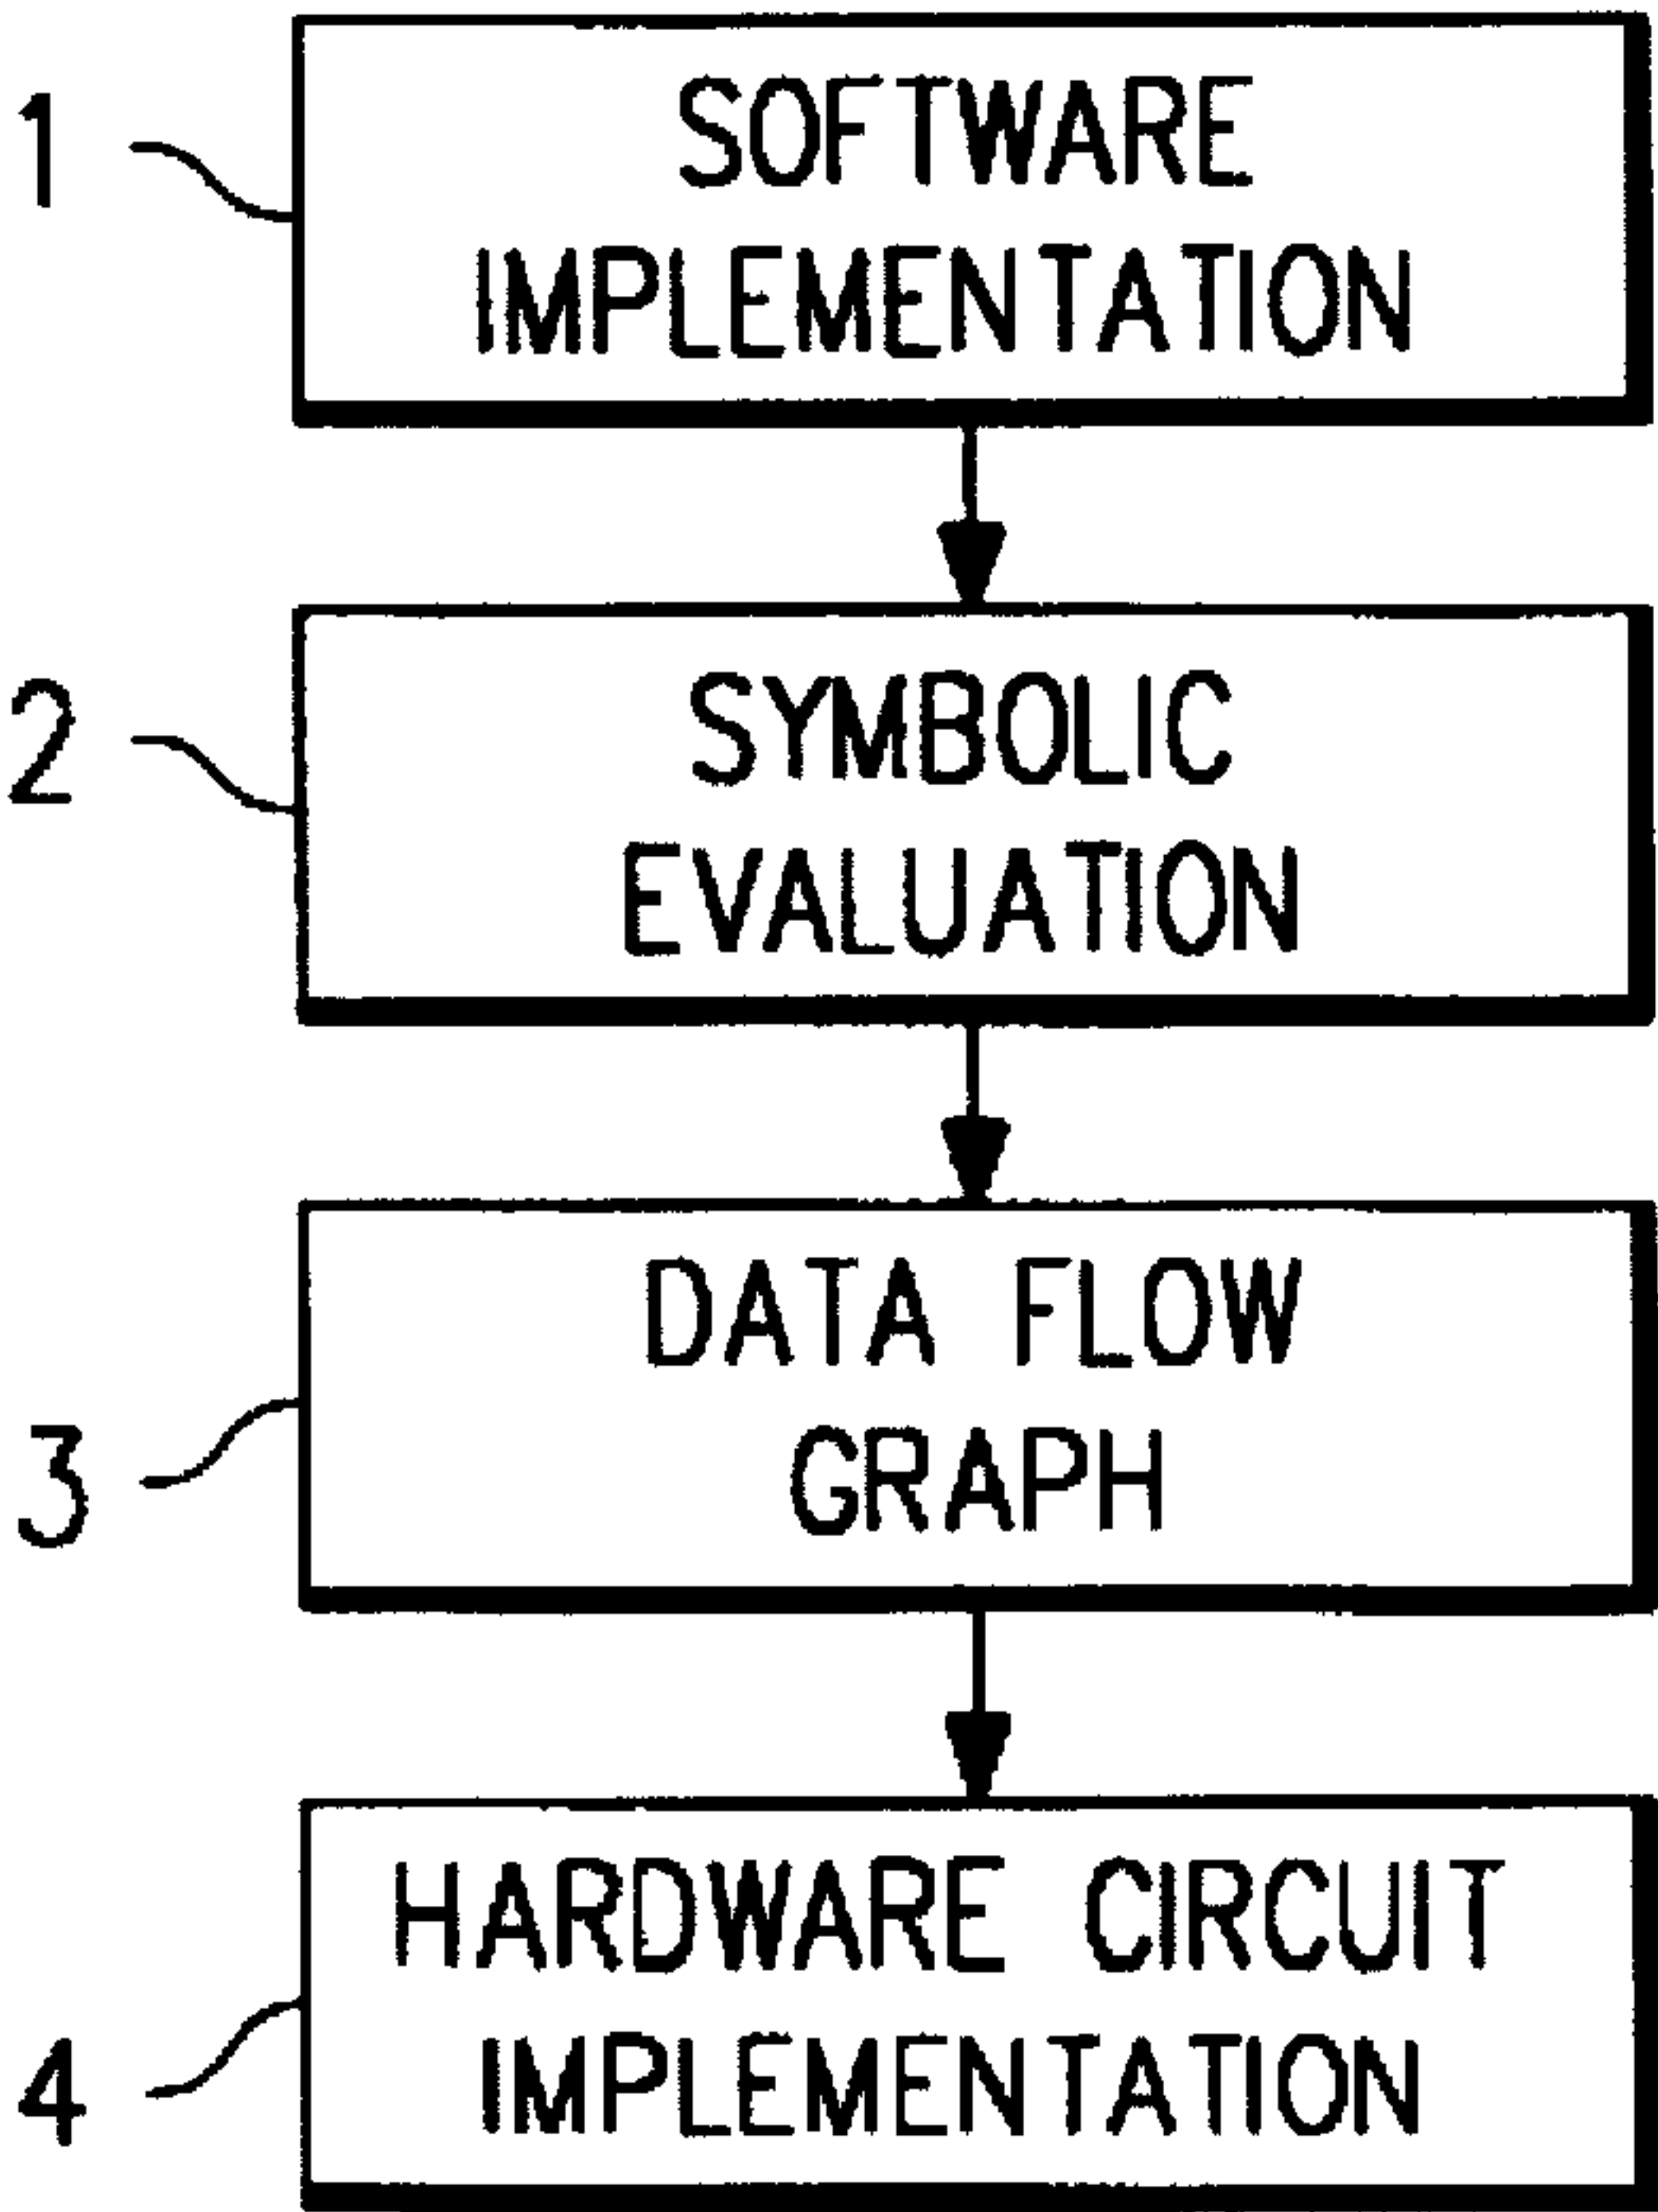 1
SOFTWARE
IMPLEMENTATION
2
SYMBOLIC
EVALUATION
3
DATA FLOW
GRAPH
4
HARDWARE CIRCUIT
IMPLEMENTATION